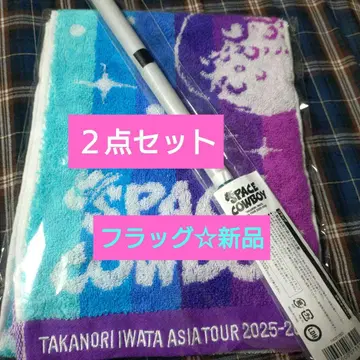 2点セット
SPACE
COWBOY
フラッグ☆新品
SPACE
COWBOY
TAKANORI IWATA ASIA TOUR 2025-2